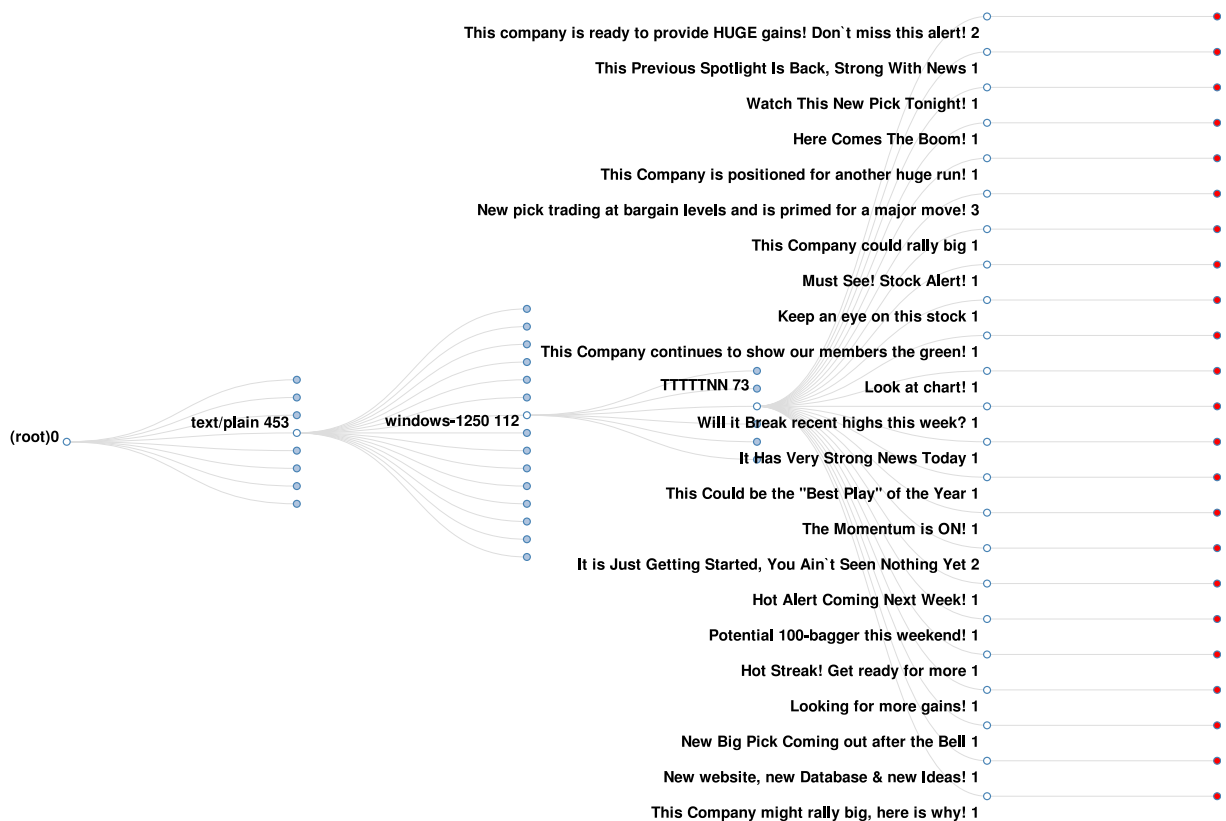 This company is ready to provide HUGE gains! Don`t miss this alert! 2
This Previous Spotlight Is Back, Strong With News 1
Watch This New Pick Tonight! 1
Here Comes The Boom! 1
This Company is positioned for another huge run! 1
New pick trading at bargain levels and is primed for a major move! 3
This Company could rally big 1
Must See! Stock Alert! 1
Keep an eye on this stock 1
This Company continues to show our members the green! 1
TTTTTNN 73
Look at chart! 1
(root)0
text/plain 453
windows-1250 112
Will it Break recent highs this week? 1
It Has Very Strong News Today 1
This Could be the "Best Play" of the Year 1
The Momentum is ON! 1
It is Just Getting Started, You Ain`t Seen Nothing Yet 2
Hot Alert Coming Next Week! 1
Potential 100-bagger this weekend! 1
Hot Streak! Get ready for more 1
Looking for more gains! 1
New Big Pick Coming out after the Bell 1
New website, new Database & new Ideas! 1
This Company might rally big, here is why! 1